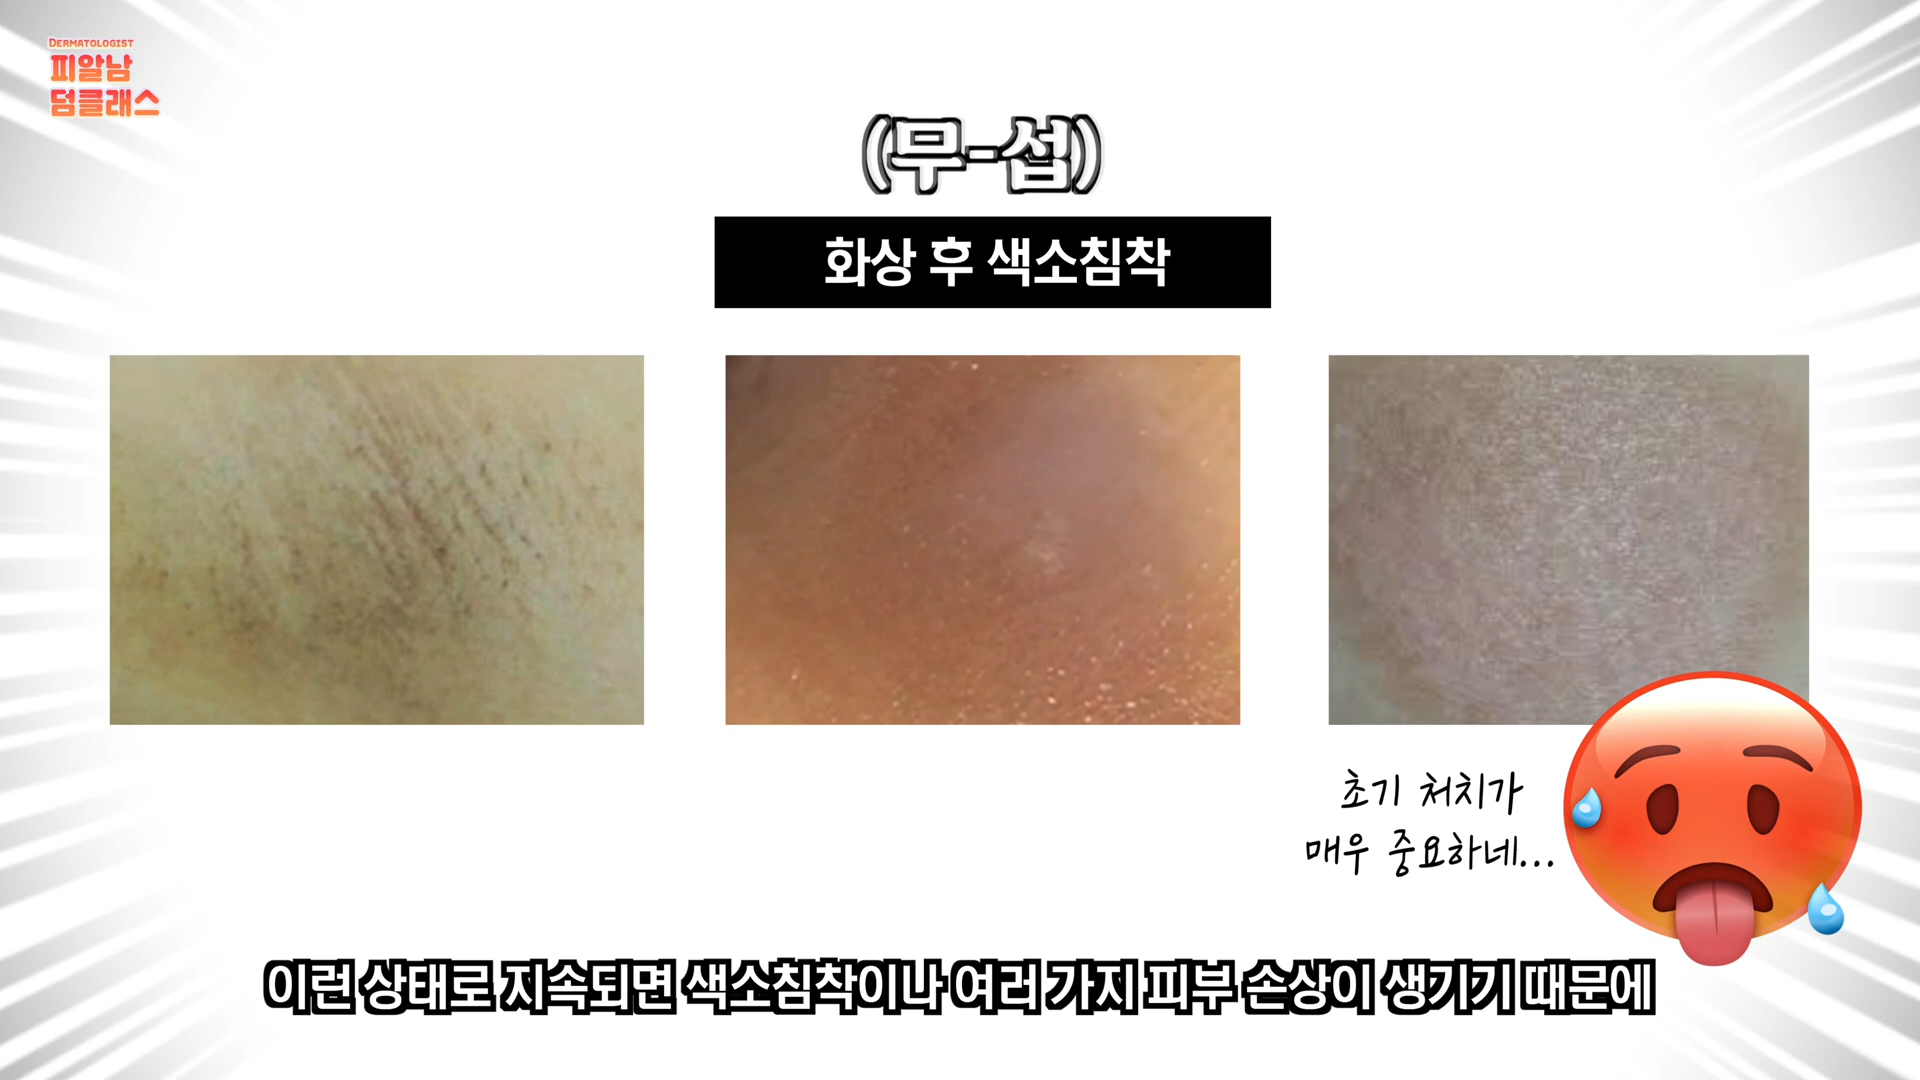 DERMATOLOGIST
피알남
덤클래스
(무-섭)
화상 후 색소침착
초기 처치가
매우 중요하네...
이런 상태로 지속되면 색소침착이나 여러 가지 피부 손상이 생기기 때문에